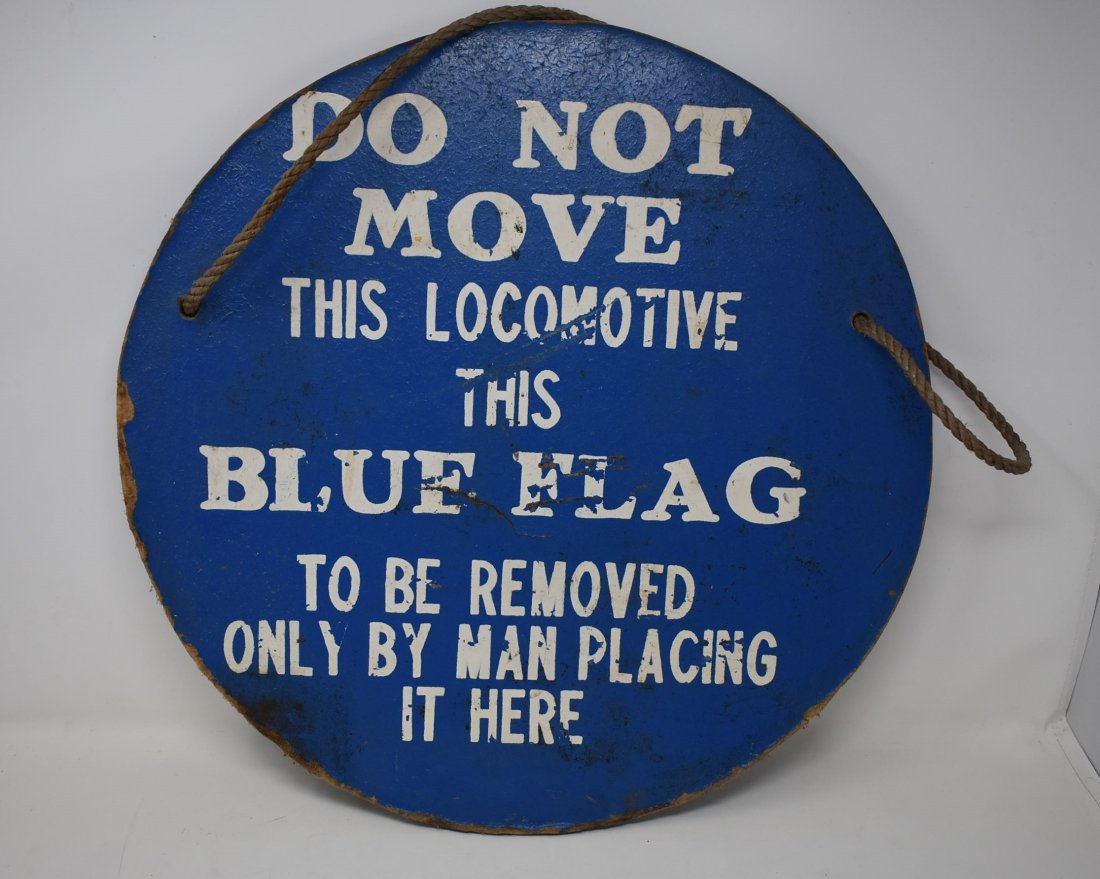 DO NOT
MOVE
THIS LOCOMOTIVE
THIS
BLUE FLAG
TO BE REMOVED
ONLY BY MAN PLACING
IT HERE